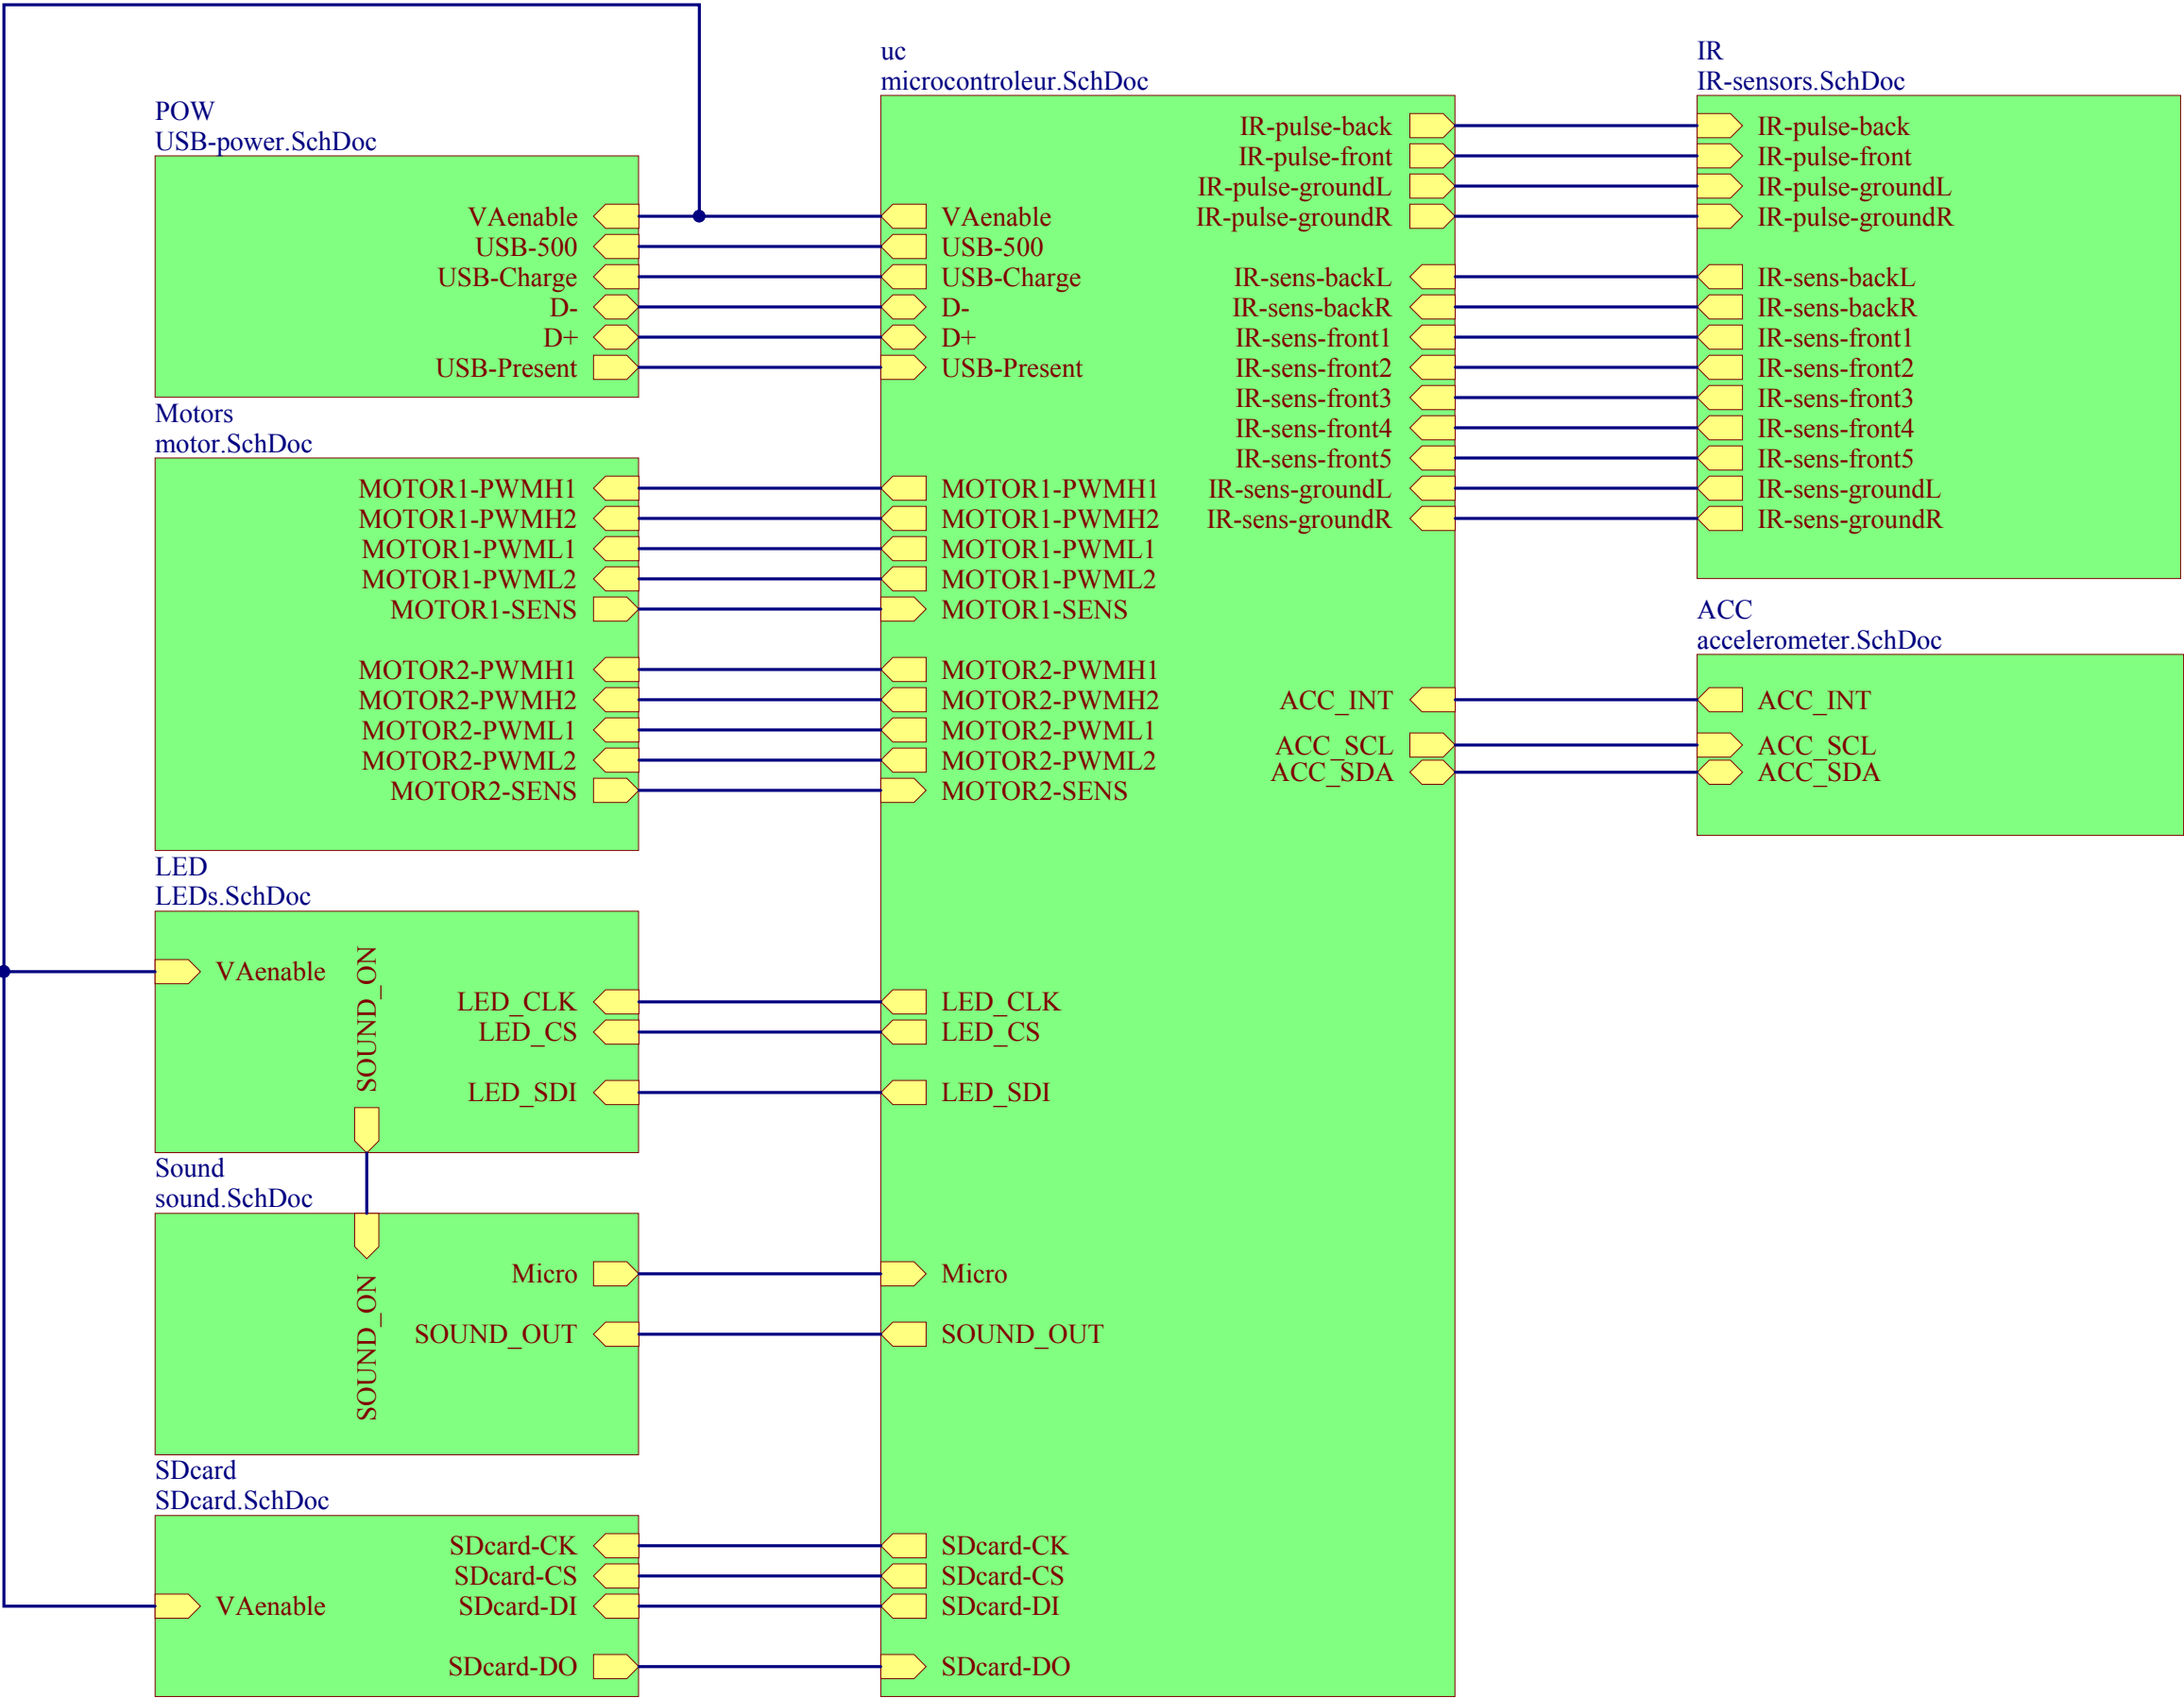 POW
USB-power.SchDoc
VAenable
USB-500
USB-Charge
D-
D+
USB-Present
Motors
motor.SchDoc
MOTOR1-PWMH1
MOTOR1-PWMH2
MOTOR1-PWML1
MOTOR1-PWML2
MOTOR1-SENS
MOTOR2-PWMH1
MOTOR2-PWMH2
MOTOR2-PWML1
MOTOR2-PWML2
MOTOR2-SENS
LED
LEDs.SchDoc
VAenable
SOUND_ON
LED_CLK
LED_CS
LED_SDI
Sound
sound.SchDoc
SOUND_ON
Micro
SOUND_OUT
SDcard
SDcard.SchDoc
VAenable
SDcard-CK
SDcard-CS
SDcard-DI
SDcard-DO
uc
microcontroleur.SchDoc
VAenable
USB-500
USB-Charge
D-
D+
USB-Present
MOTOR1-PWMH1
MOTOR1-PWMH2
MOTOR1-PWML1
MOTOR1-PWML2
MOTOR1-SENS
MOTOR2-PWMH1
MOTOR2-PWMH2
MOTOR2-PWML1
MOTOR2-PWML2
MOTOR2-SENS
LED_CLK
LED_CS
LED_SDI
Micro
SOUND_OUT
SDcard-CK
SDcard-CS
SDcard-DI
SDcard-DO
IR-pulse-back
IR-pulse-front
IR-pulse-groundL
IR-pulse-groundR
IR-sens-backL
IR-sens-backR
IR-sens-front1
IR-sens-front2
IR-sens-front3
IR-sens-front4
IR-sens-front5
IR-sens-groundL
IR-sens-groundR
ACC_INT
ACC_SCL
ACC_SDA
IR
IR-sensors.SchDoc
IR-pulse-back
IR-pulse-front
IR-pulse-groundL
IR-pulse-groundR
IR-sens-backL
IR-sens-backR
IR-sens-front1
IR-sens-front2
IR-sens-front3
IR-sens-front4
IR-sens-front5
IR-sens-groundL
IR-sens-groundR
ACC
accelerometer.SchDoc
ACC_INT
ACC_SCL
ACC_SDA